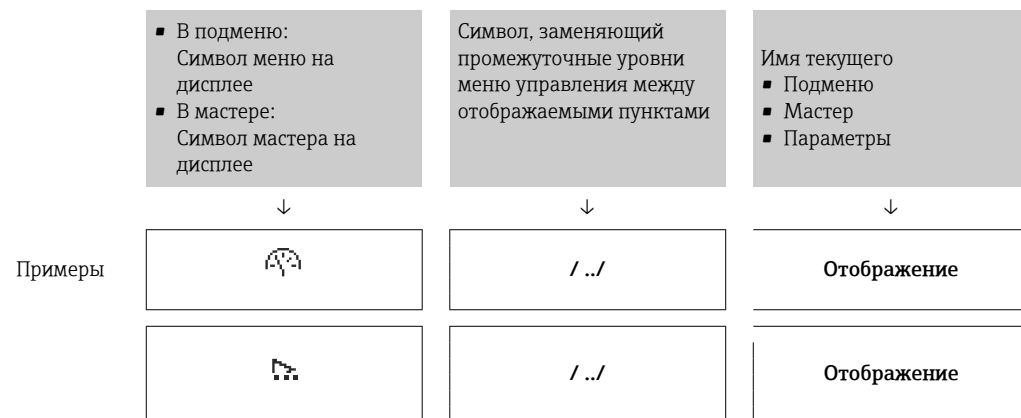 ▪ В подменю:
Символ меню на
дисплее
▪ В мастере:
Символ мастера на
дисплее
Символ, заменяющий
промежуточные уровни
меню управления между
отображаемыми пунктами
Имя текущего
▪ Подменю
▪ Мастер
▪ Параметры
↓ ↓ ↓
Примеры / ../ Отображение
/ ../ Отображение